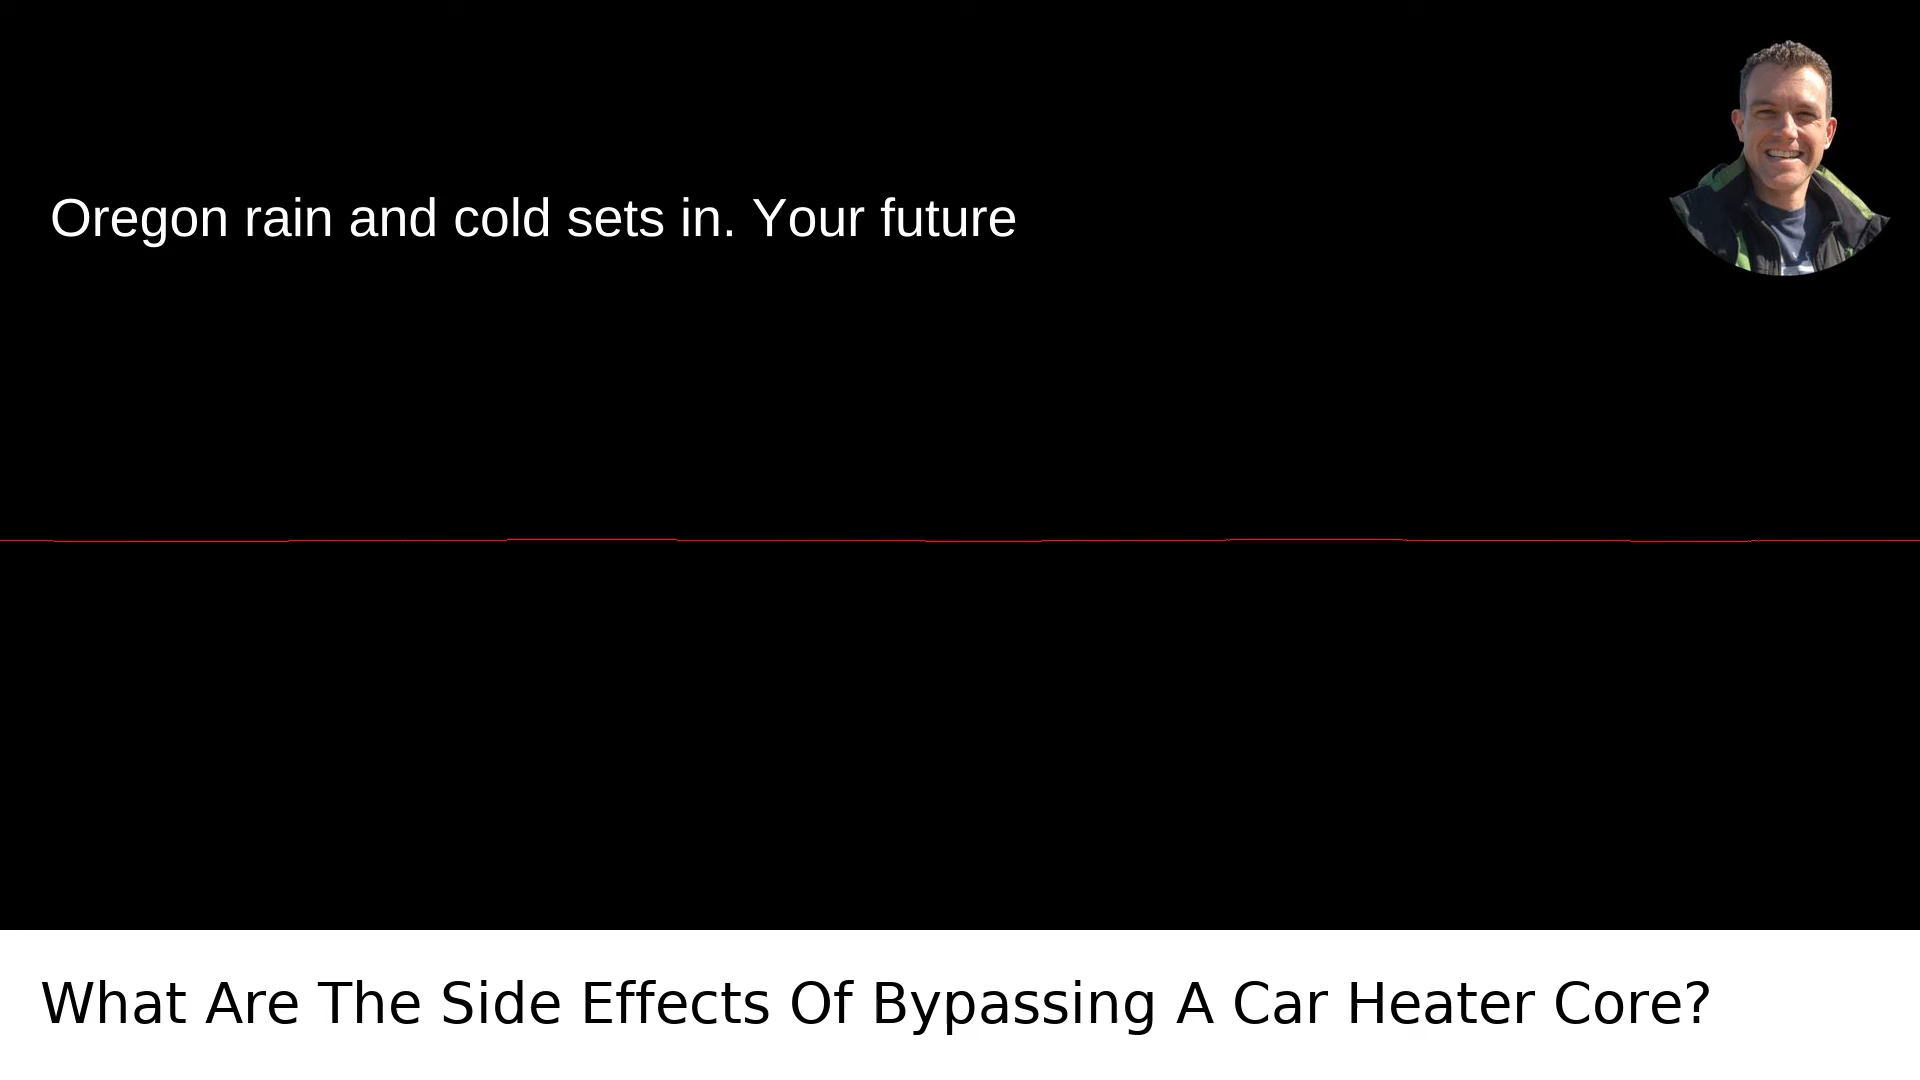 Oregon rain and cold sets in. Your future
What Are The Side Effects Of Bypassing A Car Heater Core?